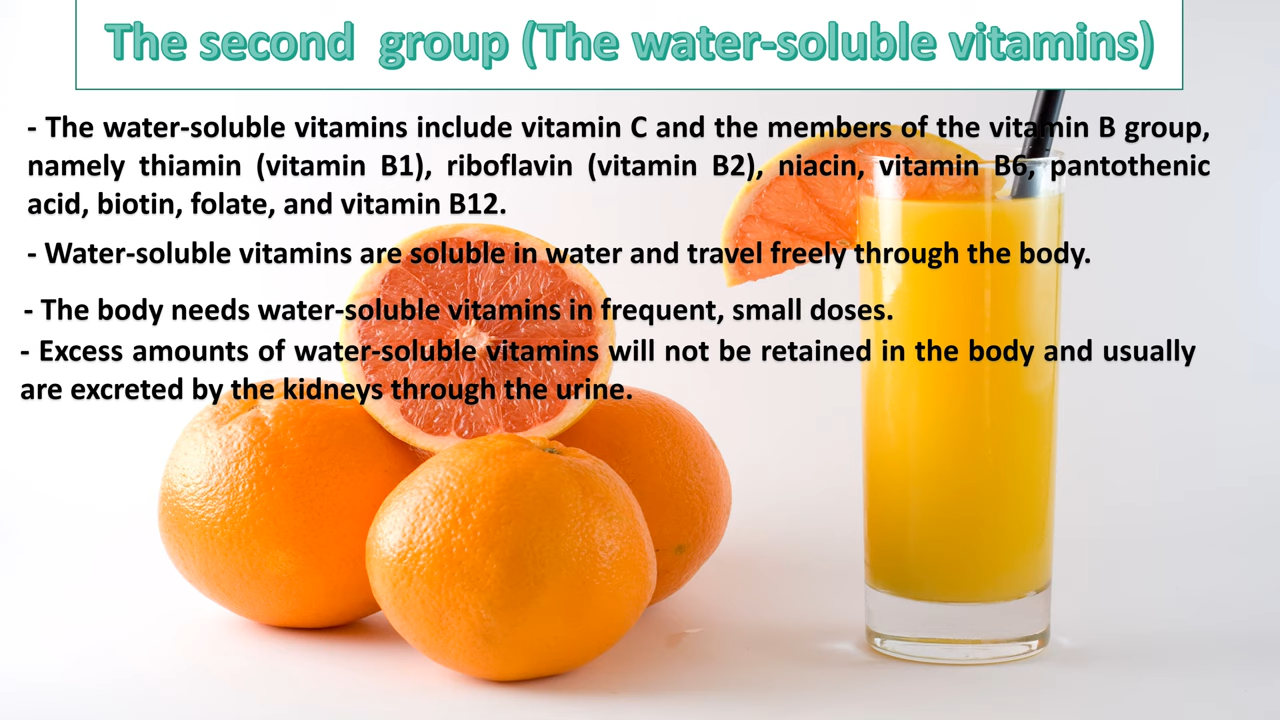 The second group (The water-soluble vitamins)
- The water-soluble vitamins include vitamin C and the members of the vitamin B group,
namely thiamin (vitamin B1), riboflavin (vitamin B2), niacin, vitamin B6, pantothenic
acid, biotin, folate, and vitamin B12.
- Water-soluble vitamins are soluble in water and travel freely through the body.
- The body needs water-soluble vitamins in frequent, small doses.
- Excess amounts of water-soluble vitamins will not be retained in the body and usually
are excreted by the kidneys through the urine.